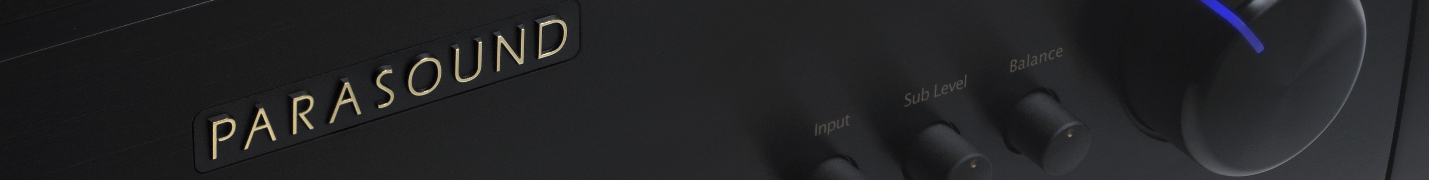 PARASOUND
Input
Sub Level
Balance